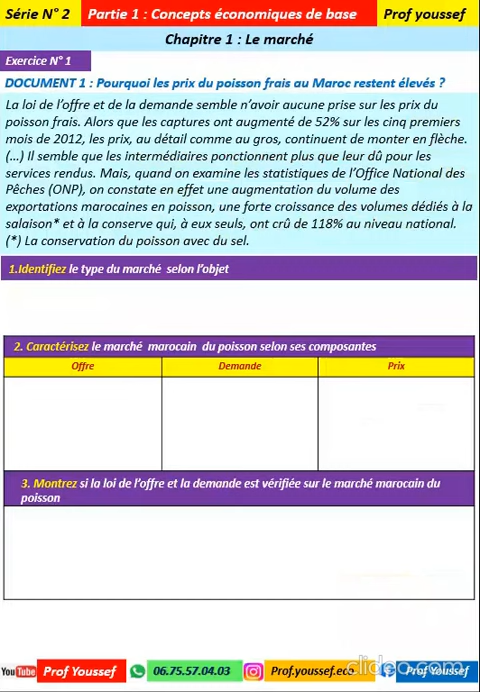 Série N° 2 Partie 1 : Concepts économiques de base Prof youssef
Chapitre 1 : Le marché
Exercice N° 1
DOCUMENT 1 : Pourquoi les prix du poisson frais au Maroc restent élevés ?
La loi de l'offre et de la demande semble n'avoir aucune prise sur les prix du
poisson frais. Alors que les captures ont augmenté de 52% sur les cinq premiers
mois de 2012, les prix, au détail comme au gros, continuent de monter en flèche.
(...) Il semble que les intermédiaires ponctionnent plus que leur dû pour les
services rendus. Mais, quand on examine les statistiques de l'Office National des
Pêches (ONP), on constate en effet une augmentation du volume des
exportations marocaines en poisson, une forte croissance des volumes dédiés à la
salaison* et à la conserve qui, à eux seuls, ont crû de 118% au niveau national.
(*) La conservation du poisson avec du sel.
1.Identifiez le type du marché selon l'objet
2. Caractérisez le marché marocain du poisson selon ses composantes
Offre Demande Prix
3. Montrez si la loi de l'offre et la demande est vérifiée sur le marché marocain du
poisson
YouTube Prof Youssef 06.75.57.04.03 Prof.youssef.eco Prof Youssef
clideo.com